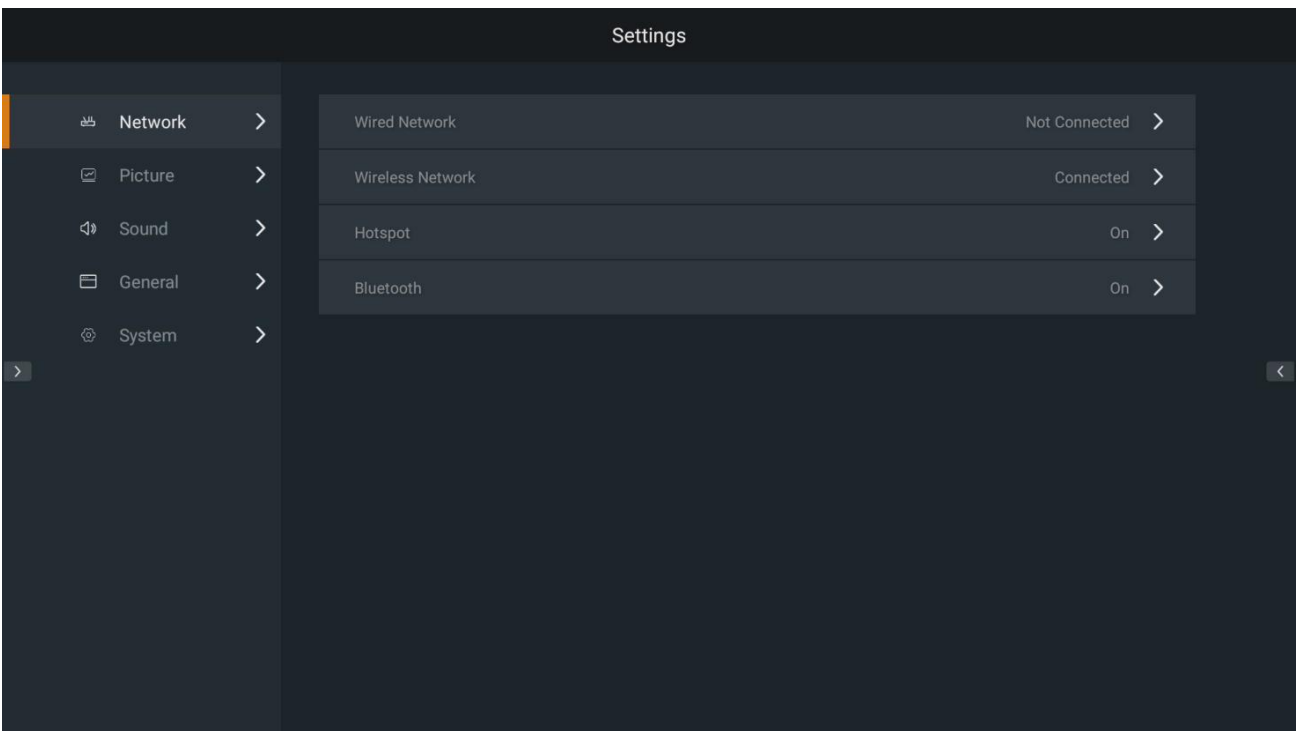 Settings
Network
Picture
Sound
General
System
Wired Network Not Connected
Wireless Network Connected
Hotspot On
Bluetooth On